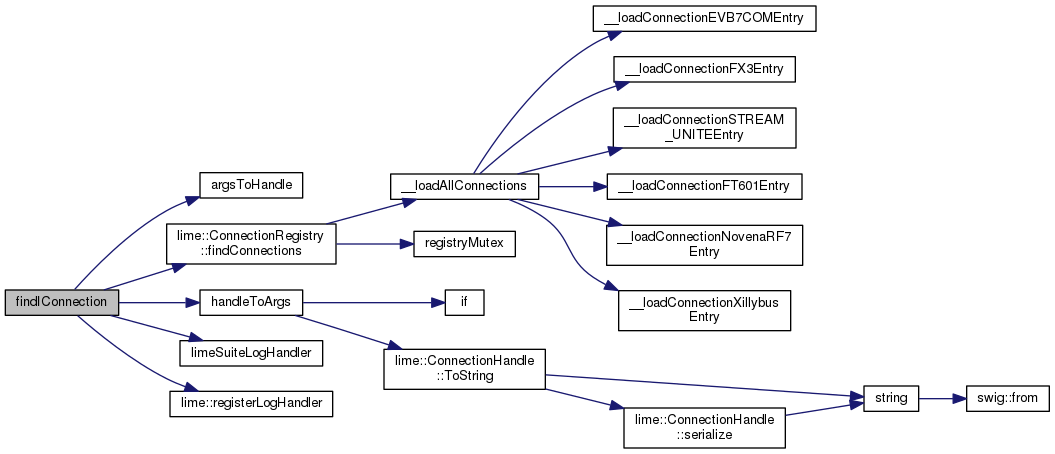 findIConnection
argsToHandle
lime::ConnectionRegistry
::findConnections
handleToArgs
limeSuiteLogHandler
lime::registerLogHandler
__loadAllConnections
registryMutex
if
lime::ConnectionHandle
::ToString
__loadConnectionEVB7COMEntry
__loadConnectionFX3Entry
__loadConnectionSTREAM
_UNITEEntry
__loadConnectionFT601Entry
__loadConnectionNovenaRF7
Entry
__loadConnectionXillybus
Entry
lime::ConnectionHandle
::serialize
string
swig::from